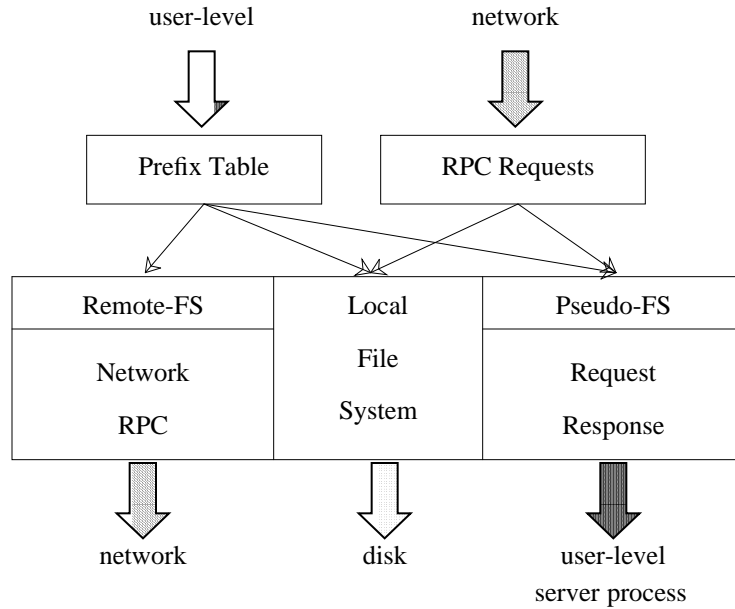 user-level
network
Prefix Table
RPC Requests
Remote-FS
Local
Pseudo-FS
Network
File
Request
RPC
System
Response
network
disk
user-level
server process